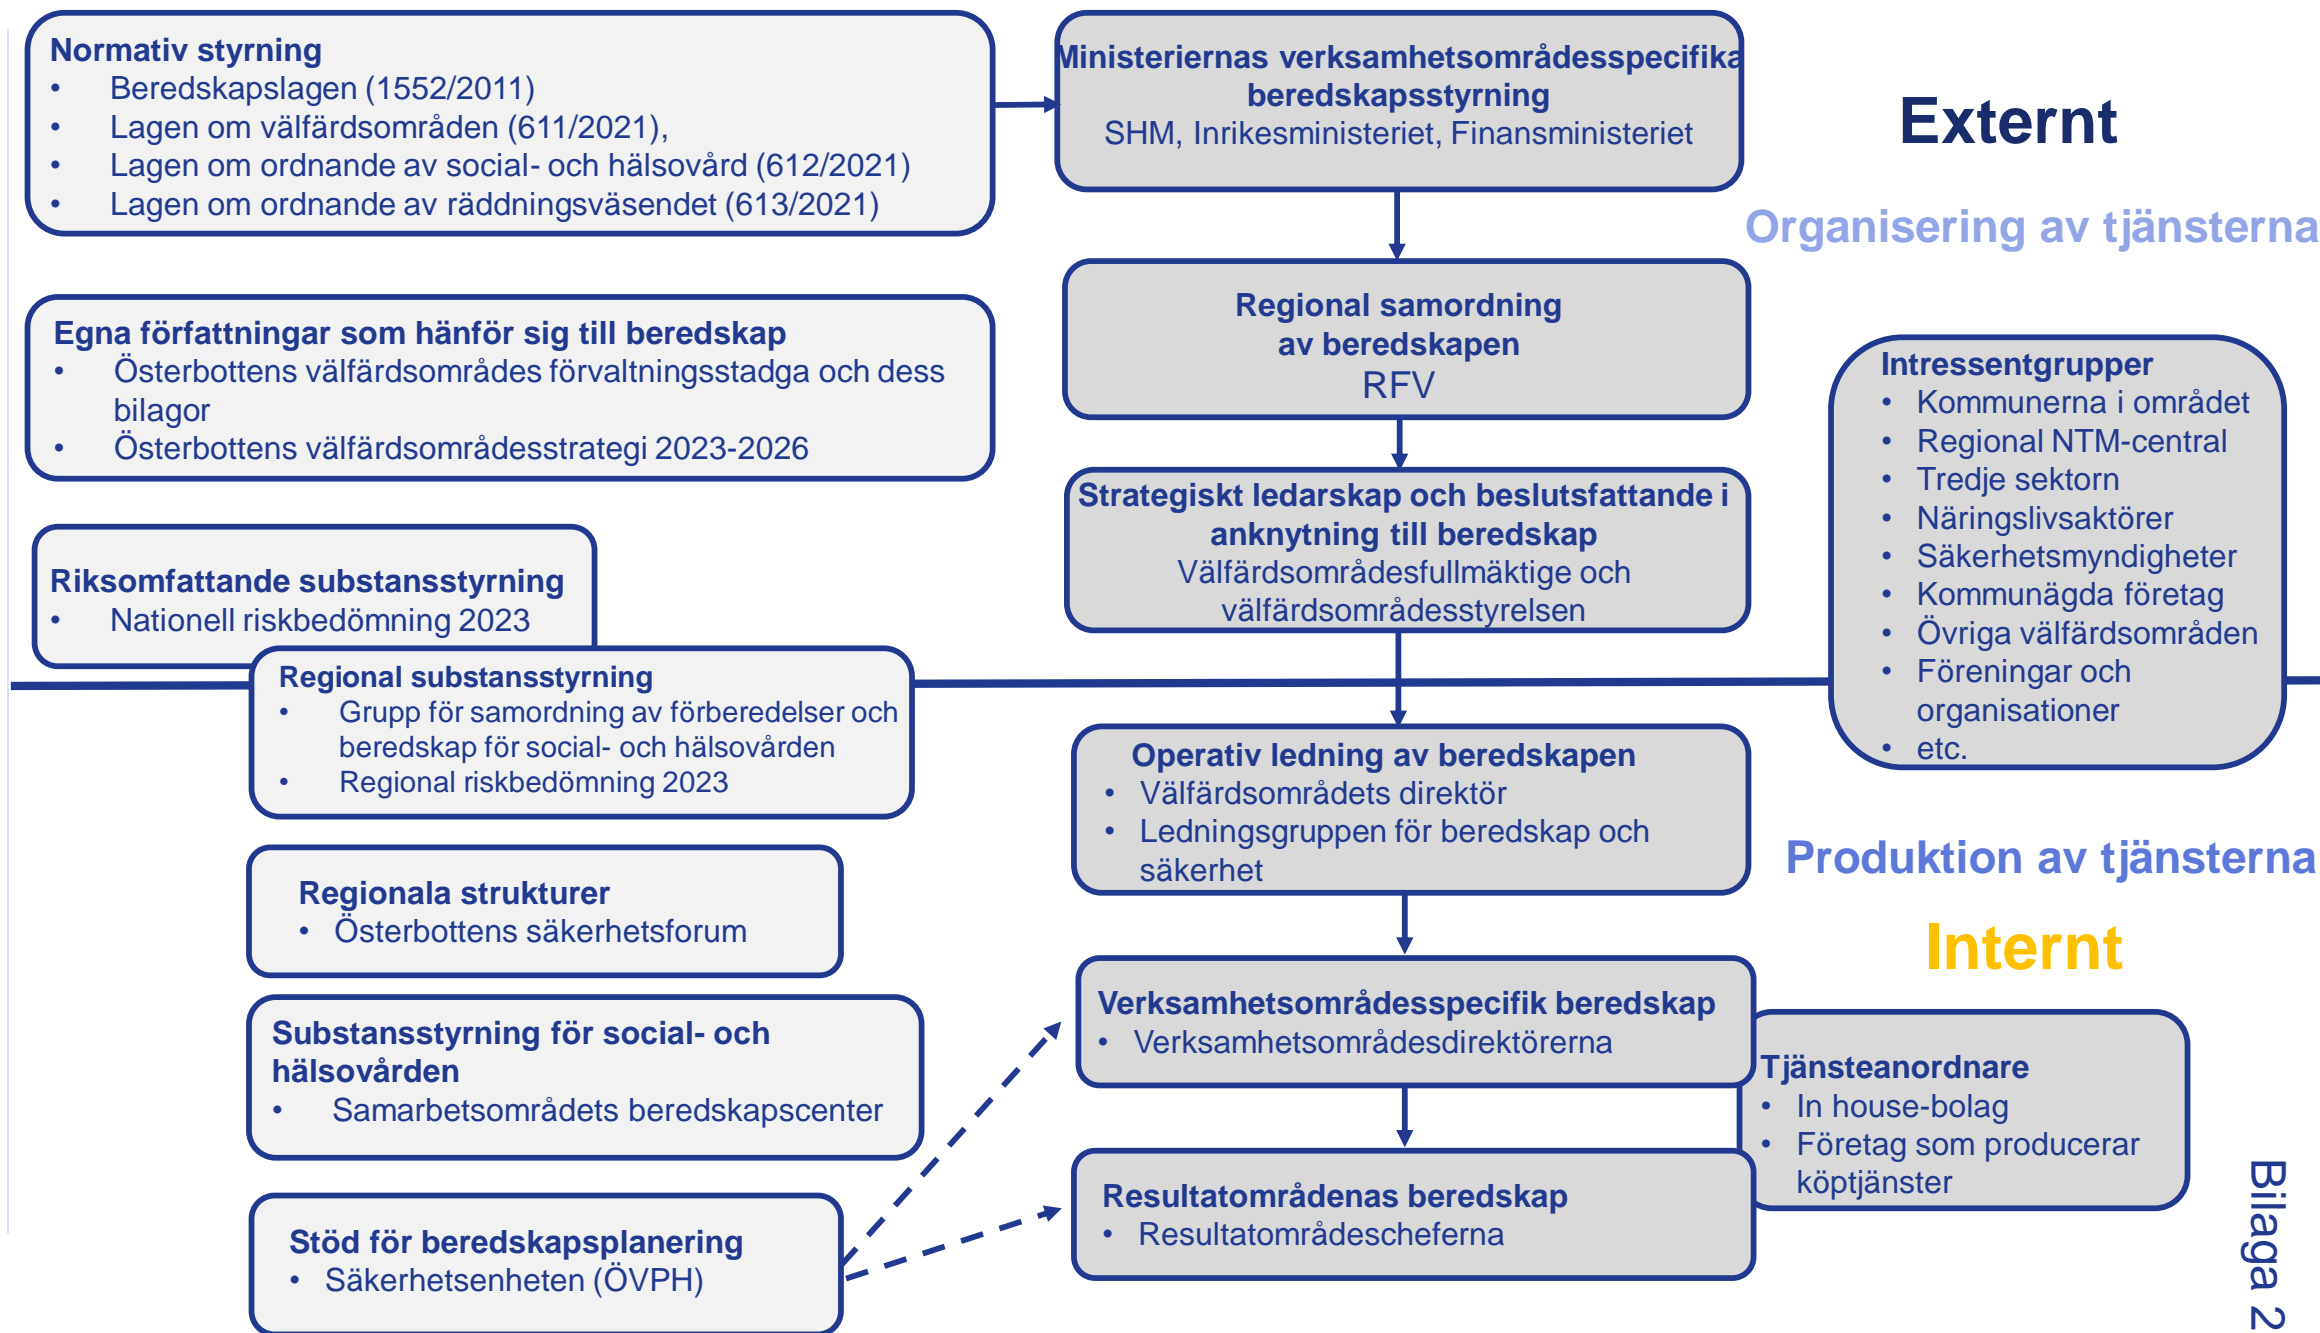 Normativ styrning
• Beredskapslagen (1552/2011)
• Lagen om välfärdsområden (611/2021),
• Lagen om ordnande av social- och hälsovård (612/2021)
• Lagen om ordnande av räddningsväsendet (613/2021)
Egna författningar som hänför sig till beredskap
• Österbottens välfärdsområdes förvaltningsstadga och dess
bilagor
• Österbottens välfärdsområdesstrategi 2023-2026
Riksomfattande substansstyrning
• Nationell riskbedömning 2023
Regional substansstyrning
• Grupp för samordning av förberedelser och
beredskap för social- och hälsovården
• Regional riskbedömning 2023
Regionala strukturer
• Österbottens säkerhetsforum
Substansstyrning för social- och
hälsovården
• Samarbetsområdets beredskapscenter
Stöd för beredskapsplanering
• Säkerhetsenheten (ÖVPH)
Ministeriernas verksamhetsområdesspecifika
beredskapsstyrning
SHM, Inrikesministeriet, Finansministeriet
Regional samordning
av beredskapen
RFV
Strategiskt ledarskap och beslutsfattande i
anknytning till beredskap
Välfärdsområdesfullmäktige och
välfärdsområdesstyrelsen
Operativ ledning av beredskapen
• Välfärdsområdets direktör
• Ledningsgruppen för beredskap och
säkerhet
Verksamhetsområdesspecifik beredskap
• Verksamhetsområdesdirektörerna
Resultatområdenas beredskap
• Resultatområdescheferna
Externt
Organisering av tjänsterna
Intressentgrupper
• Kommunerna i området
• Regional NTM-central
• Tredje sektorn
• Näringslivsaktörer
• Säkerhetsmyndigheter
• Kommunägda företag
• Övriga välfärdsområden
• Föreningar och
organisationer
• etc.
Produktion av tjänsterna
Internt
Tjänsteanordnare
• In house-bolag
• Företag som producerar
köptjänster
Bilaga 2